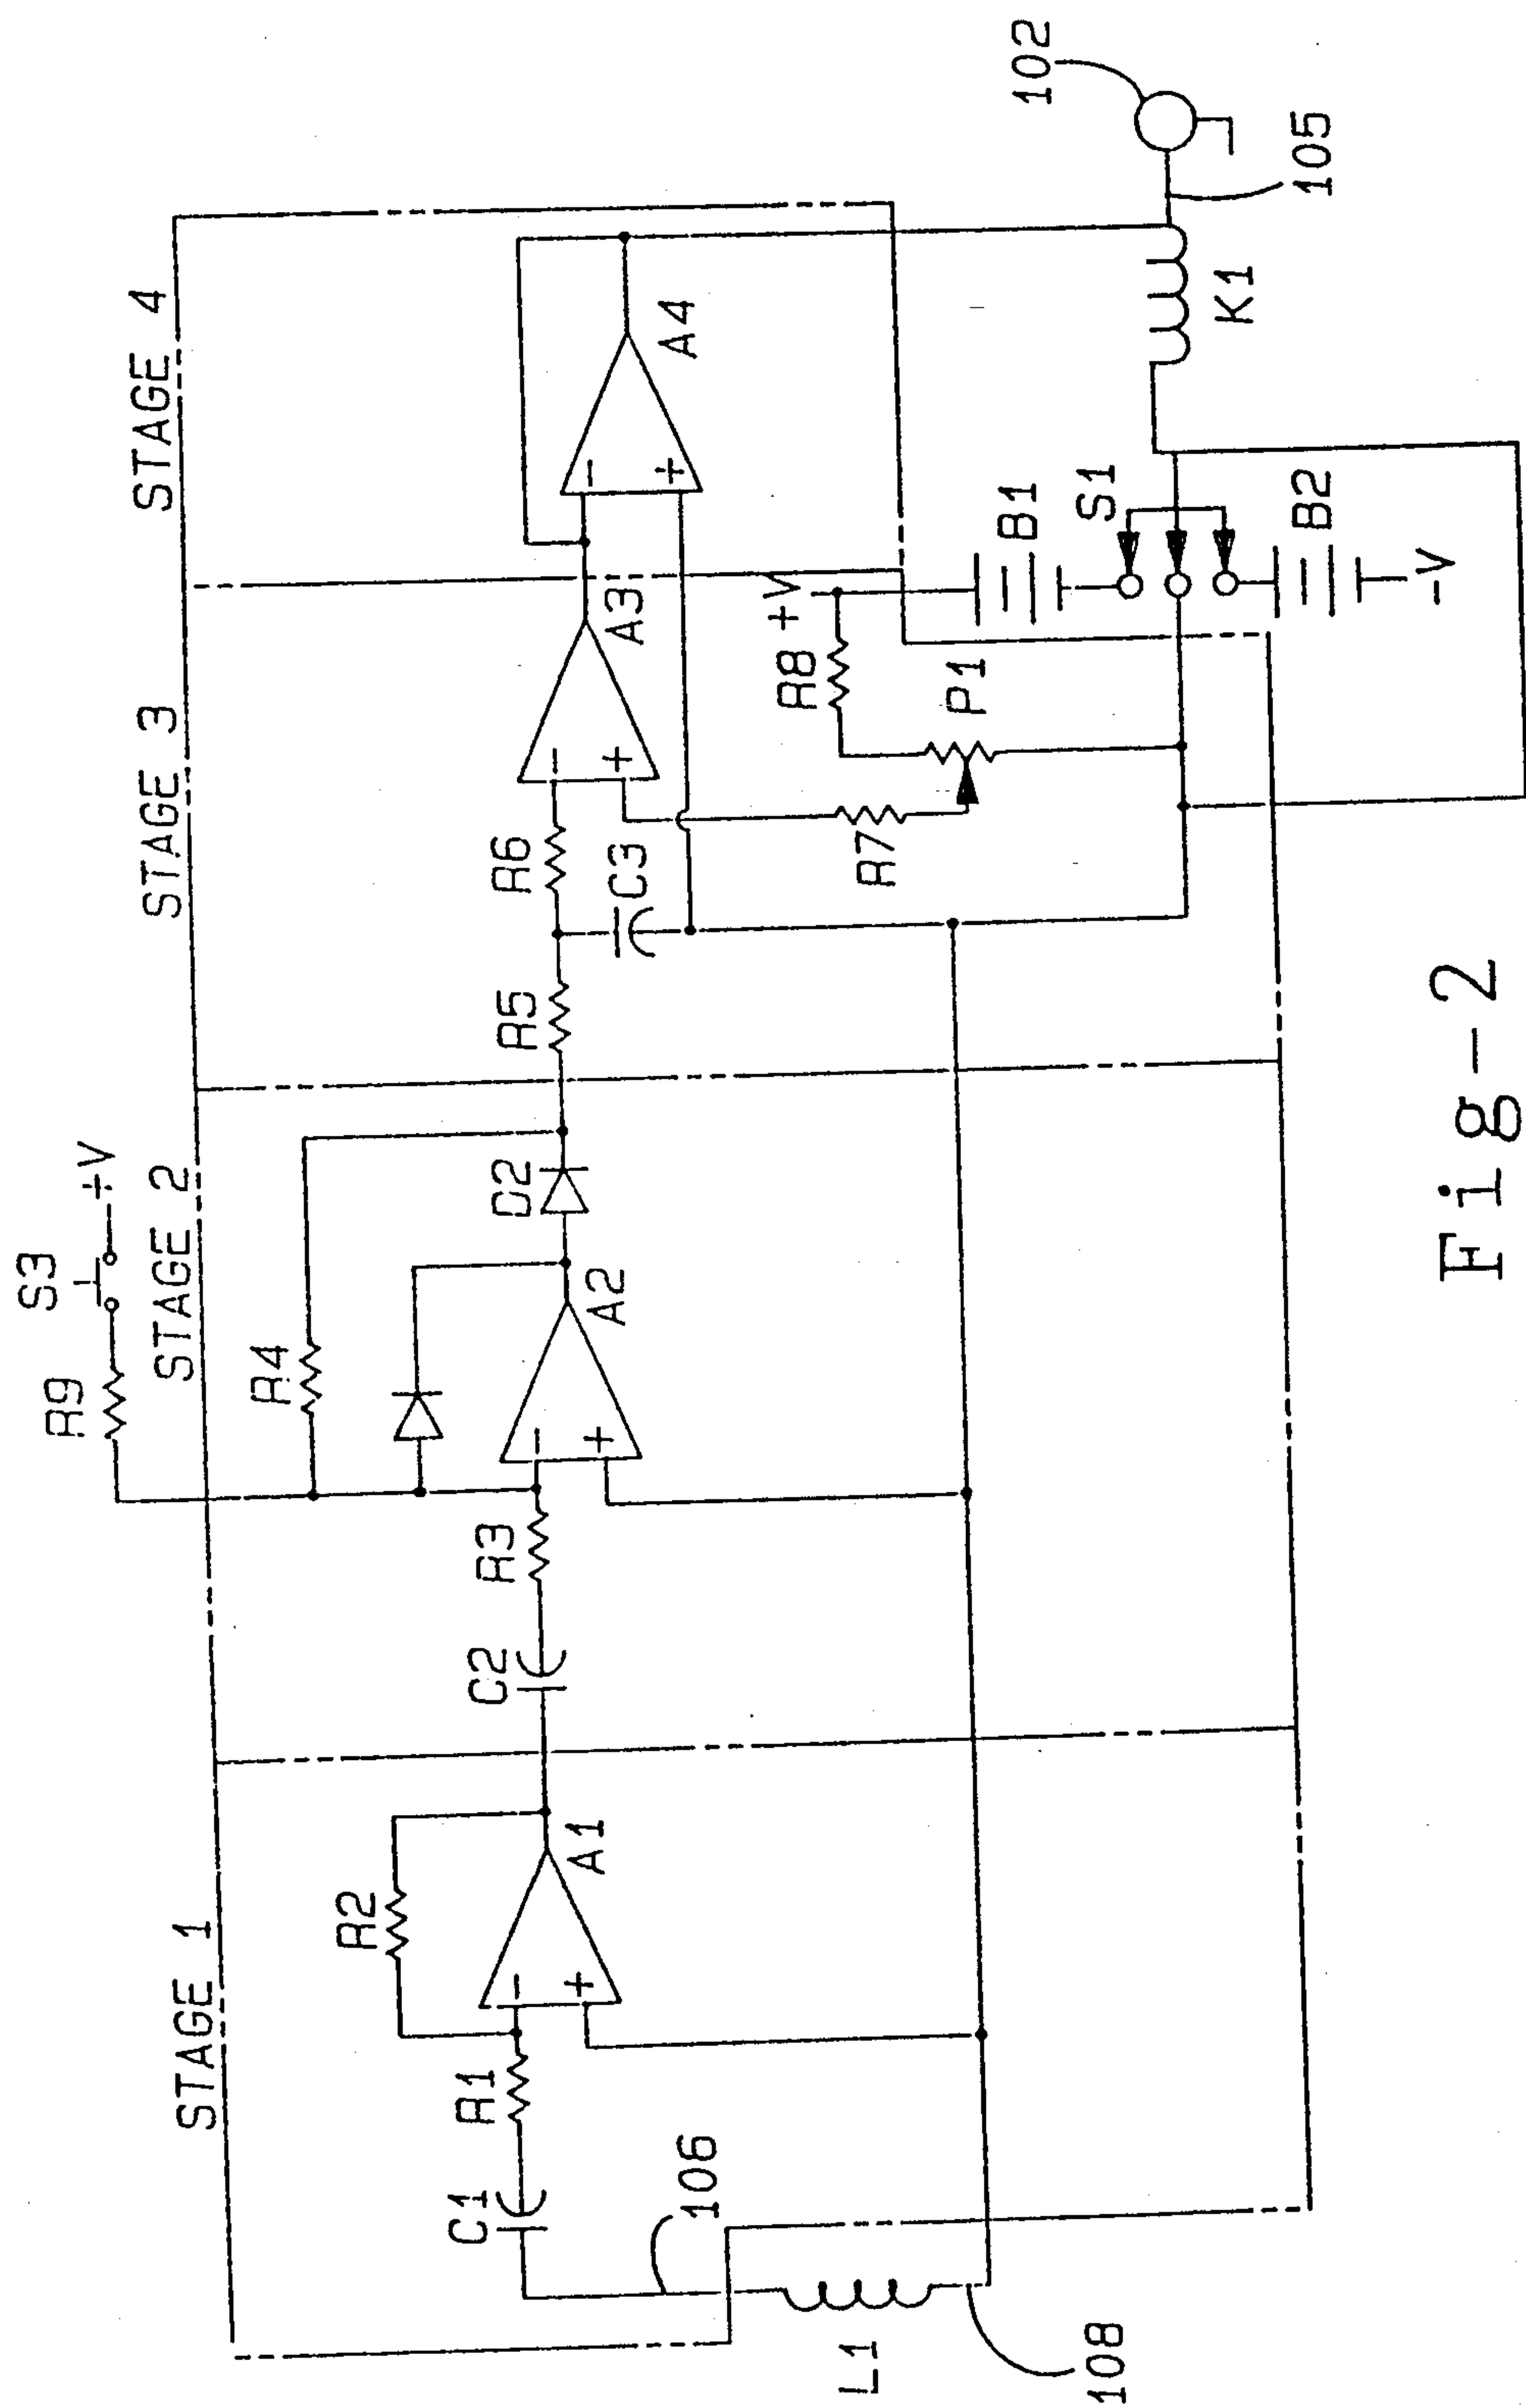 STAGE 1
STAGE 2
STAGE 3
STAGE 4
R9
S3
+V
L1
106
108
C1
R1
R2
A1
-
+
C2
R3
R4
A2
-
+
D2
R5
R6
C3
A3
-
+
R7
R8
P1
+V
A4
-
+
B1
S1
B2
-V
K1
102
105
Fig-2